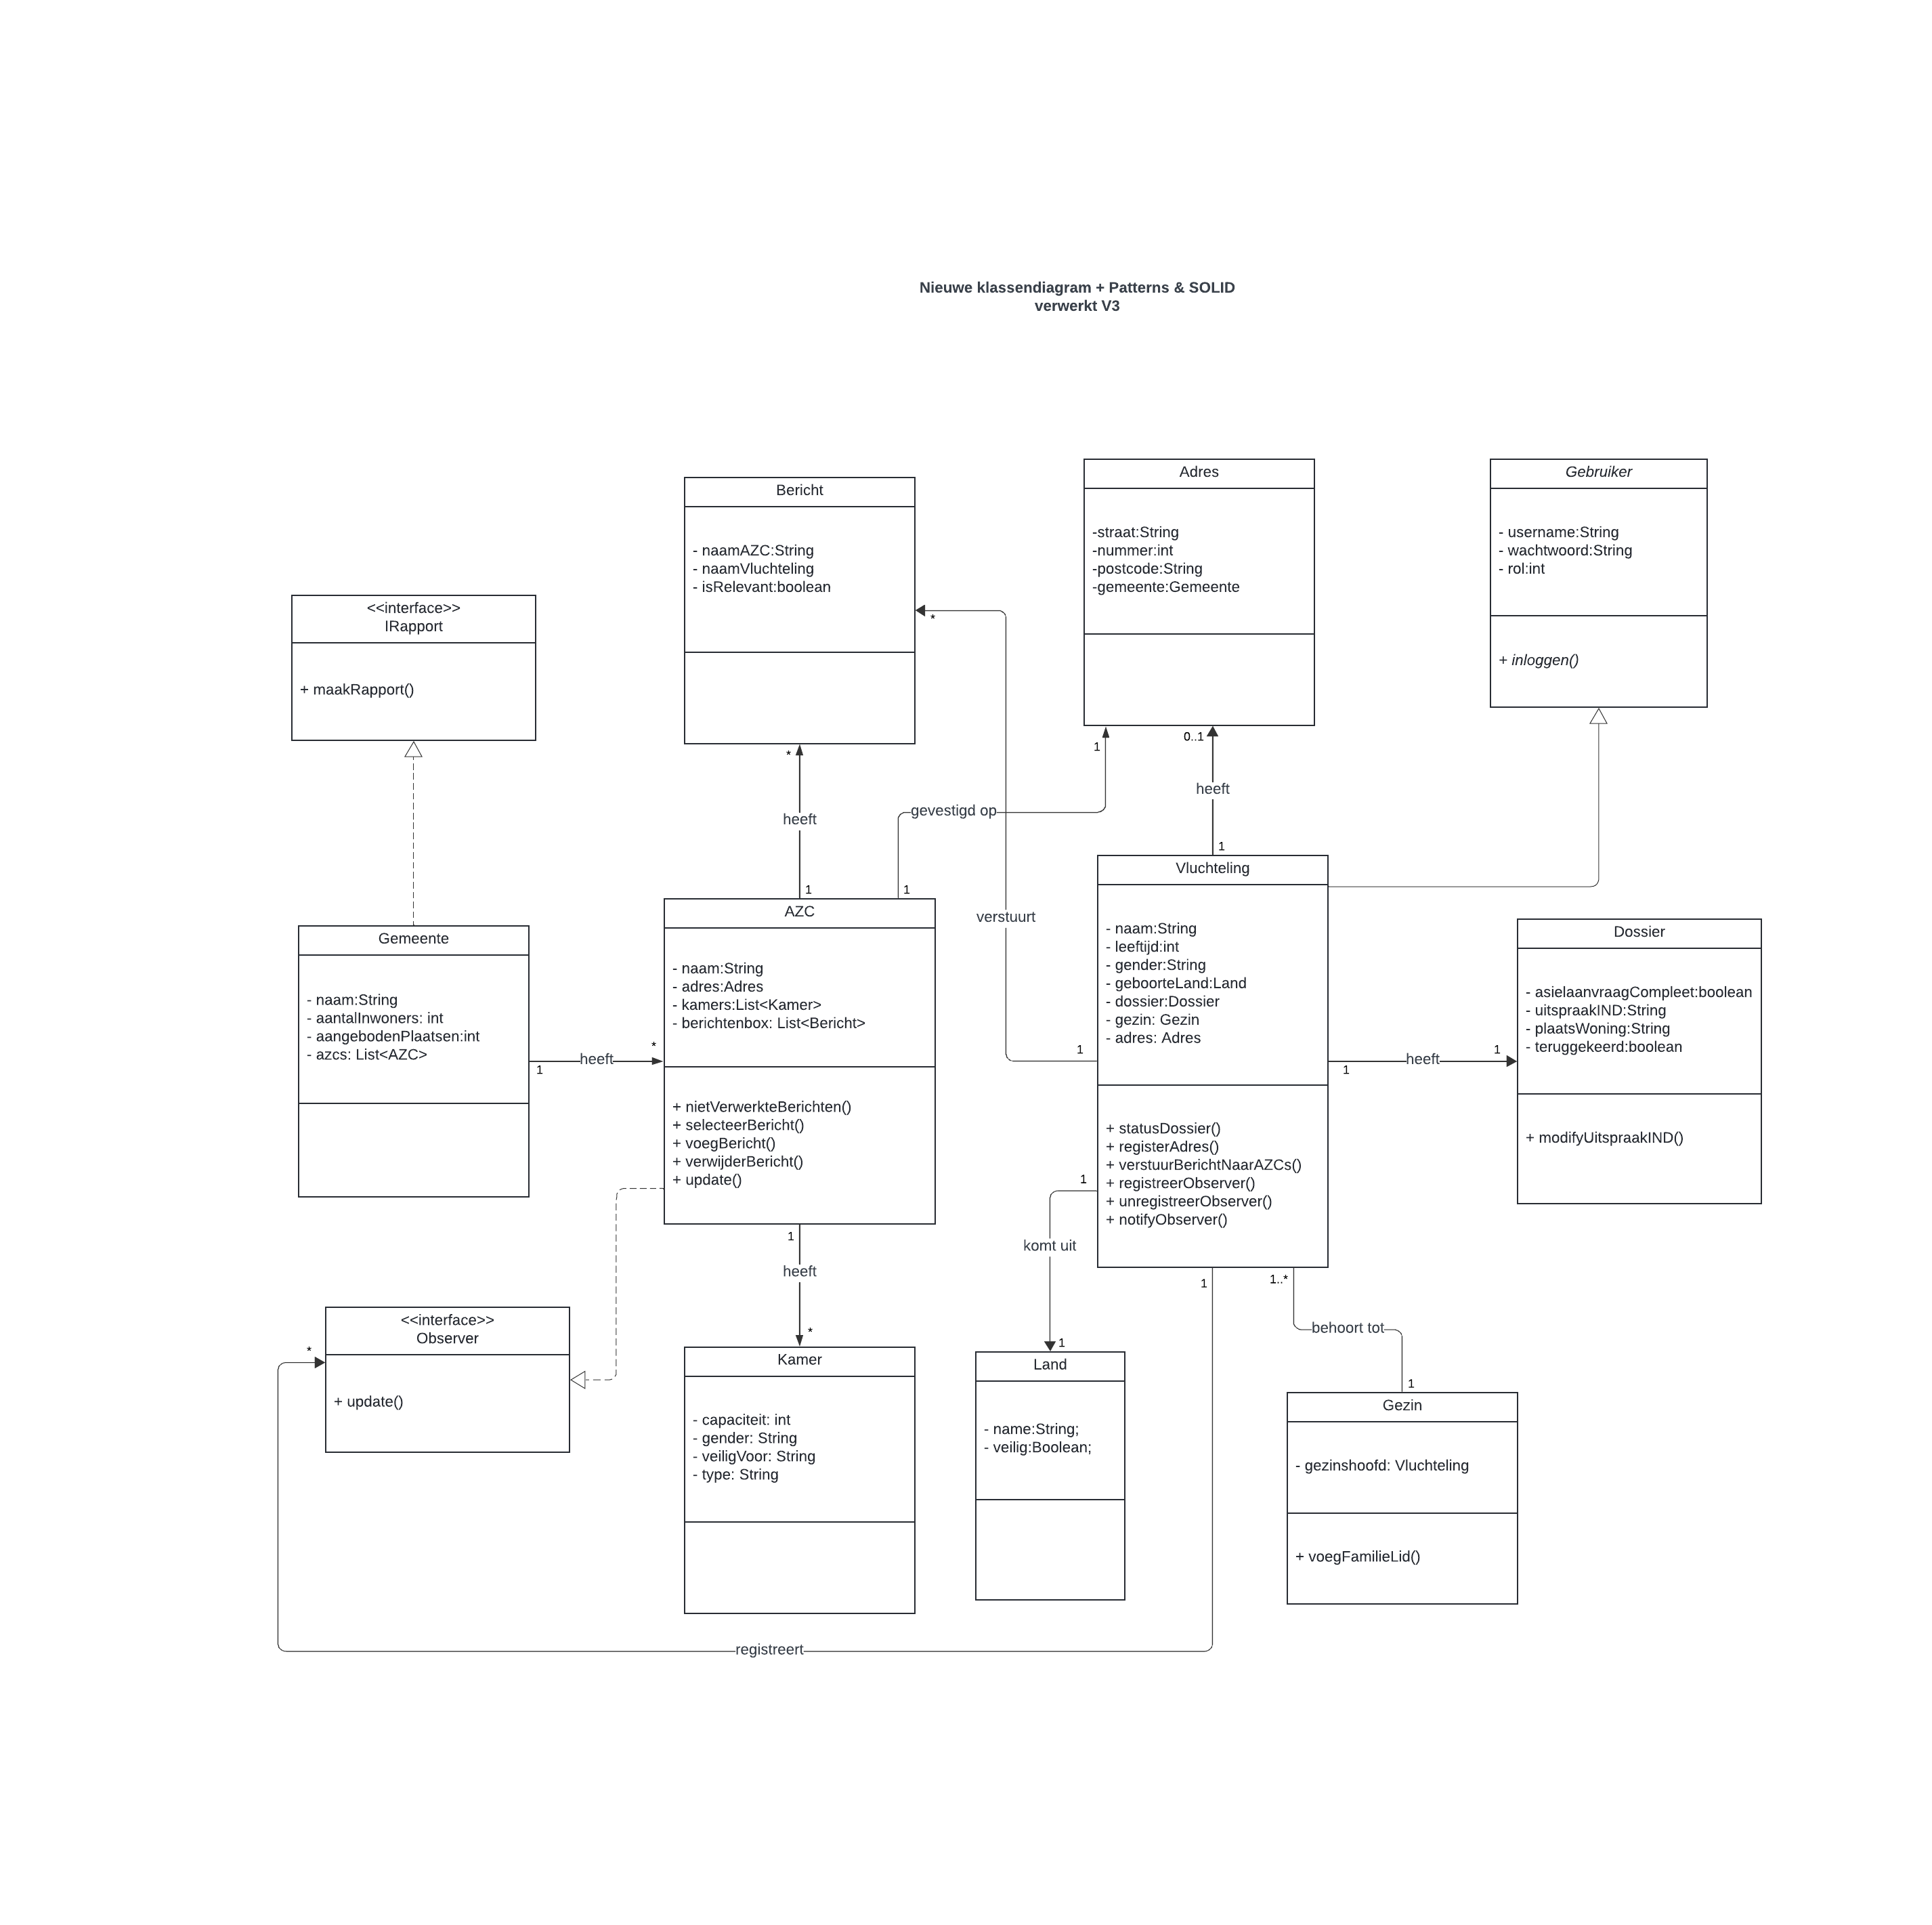 Nieuwe klassendiagram + Patterns & SOLID
verwerkt V3
Bericht
- naamAZC:String
- naamVluchteling
- isRelevant:boolean
Adres
-straat:String
-nummer:int
-postcode:String
-gemeente:Gemeente
Gebruiker
- username:String
- wachtwoord:String
- rol:int
+ inloggen()
<<interface>>
IRapport
+ maakRapport()
*
*
1
0..1
heeft
gevestigd op
heeft
1
1
1
verstuurt
Gemeente
- naam:String
- aantalInwoners: int
- aangebodenPlaatsen:int
- azcs: List<AZC>
1
heeft
*
AZC
- naam:String
- adres:Adres
- kamers:List<Kamer>
- berichtenbox: List<Bericht>
+ nietVerwerkteBerichten()
+ selecteerBericht()
+ voegBericht()
+ verwijderBericht()
+ update()
1
Vluchteling
- naam:String
- leeftijd:int
- gender:String
- geboorteLand:Land
- dossier:Dossier
- gezin: Gezin
- adres: Adres
+ statusDossier()
+ registerAdres()
+ verstuurBerichtNaarAZCs()
+ registreerObserver()
+ unregistreerObserver()
+ notifyObserver()
1
heeft
1
Dossier
- asielaanvraagCompleet:boolean
- uitspraakIND:String
- plaatsWoning:String
- teruggekeerd:boolean
+ modifyUitspraakIND()
1
komt uit
1
1
heeft
*
1
1..*
behoort tot
1
<<interface>>
Observer
+ update()
*
Kamer
- capaciteit: int
- gender: String
- veiligVoor: String
- type: String
Land
- name:String;
- veilig:Boolean;
Gezin
- gezinshoofd: Vluchteling
+ voegFamilieLid()
registreert